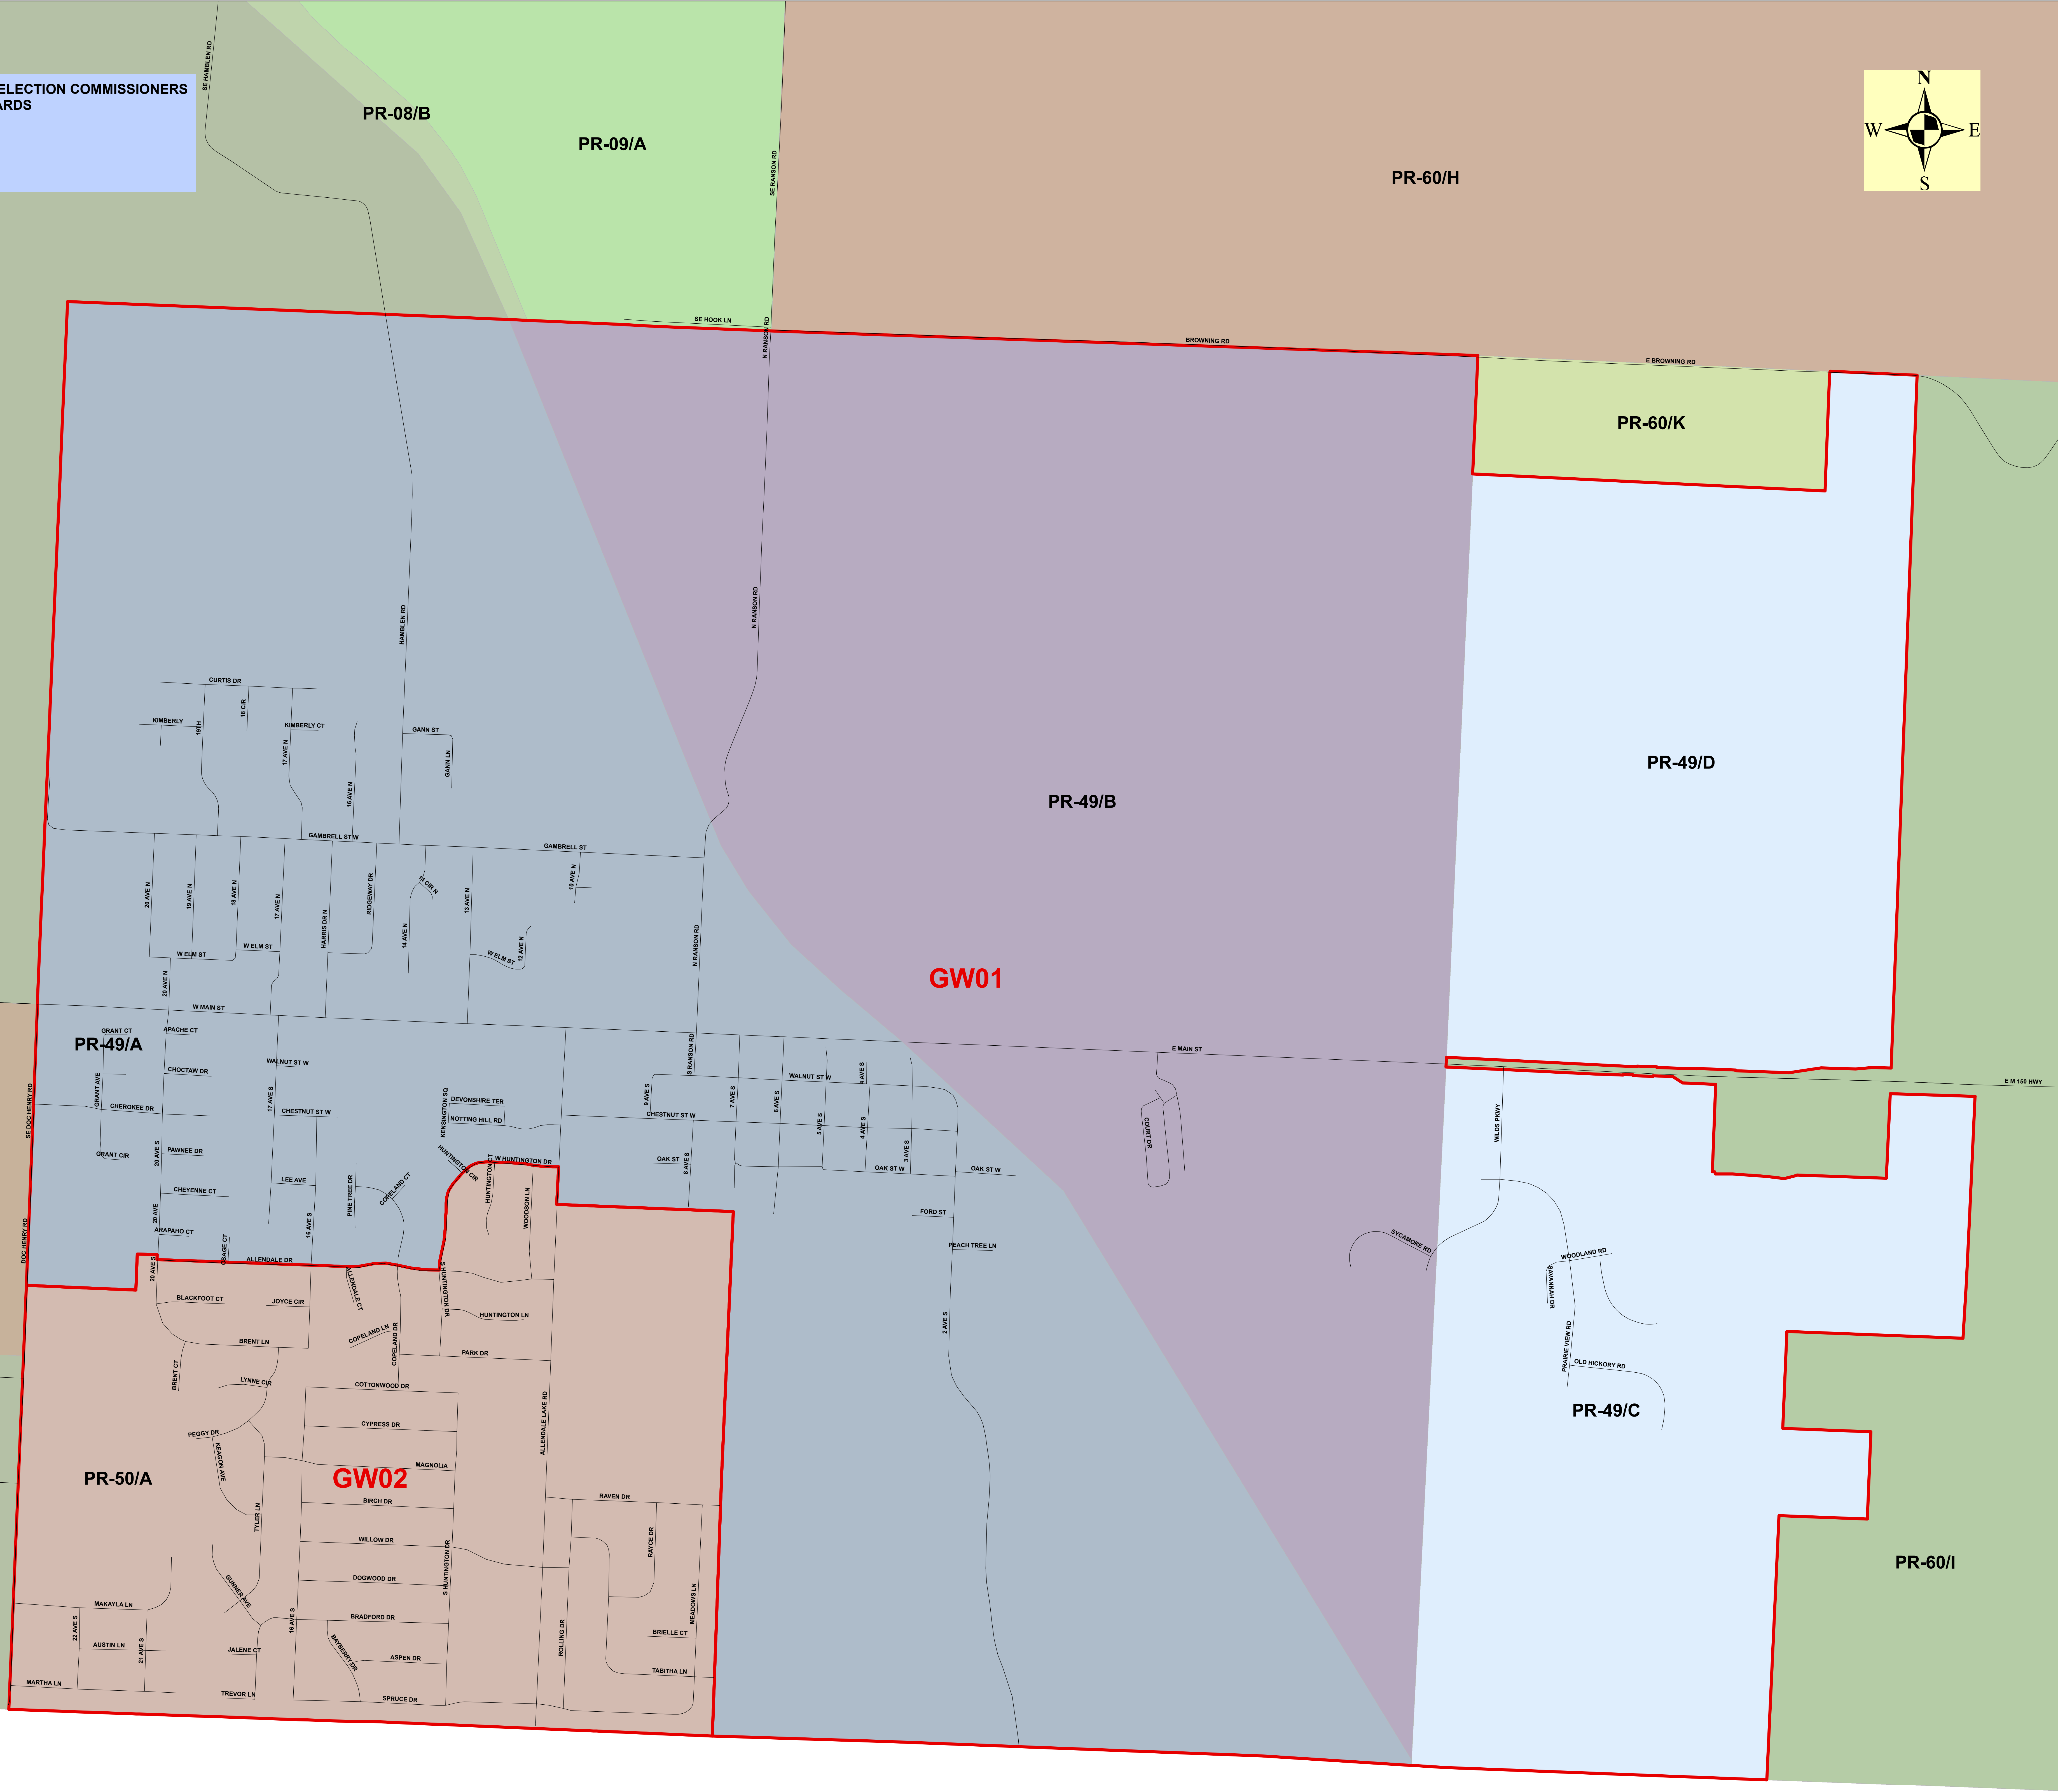 ELECTION COMMISSIONERS
ARDS
SE HAMBLEN RD
PR-08/B
PR-09/A
SE RANSON RD
PR-60/H
N
W
E
S
SE HOOK LN
N RANSON RD
BROWNING RD
E BROWNING RD
PR-60/K
HAMBLEN RD
N RANSON RD
CURTIS DR
18 CIR
KIMBERLY
19TH
KIMBERLY CT
17 AVE N
16 AVE N
GANN ST
GANN LN
PR-49/B
PR-49/D
GAMBRELL ST W
GAMBRELL ST
20 AVE N
19 AVE N
18 AVE N
17 AVE N
HARRIS DR N
RIDGEWAY DR
14 CIR N
14 AVE N
13 AVE N
10 AVE N
12 AVE N
W ELM ST
W ELM ST
W ELM ST
N RANSON RD
20 AVE N
GW01
W MAIN ST
E MAIN ST
GRANT CT
APACHE CT
PR-49/A
WALNUT ST W
CHOCTAW DR
S RANSON RD
WALNUT ST W
4 AVE S
E M 150 HWY
SE DOC HENRY RD
GRANT AVE
CHEROKEE DR
17 AVE S
CHESTNUT ST W
KENSINGTON SQ
DEVONSHIRE TER
NOTTING HILL RD
9 AVE S
CHESTNUT ST W
7 AVE S
6 AVE S
5 AVE S
4 AVE S
3 AVE S
COURT DR
WILDS PKWY
GRANT CIR
20 AVE S
PAWNEE DR
HUNTINGTON CIR
W HUNTINGTON DR
HUNTINGTON CT
OAK ST
8 AVE S
OAK ST W
OAK ST W
LEE AVE
CHEYENNE CT
PINE TREE DR
COPELAND CT
WOODSON LN
FORD ST
20 AVE
16 AVE S
ARAPAHO CT
OSAGE CT
PEACH TREE LN
DOC HENRY RD
ALLENDALE DR
20 AVE S
SYCAMORE RD
WOODLAND RD
SAVANNAH DR
ALLENDALE CT
S HUNTINGTON DR
BLACKFOOT CT
JOYCE CIR
HUNTINGTON LN
2 AVE S
COPELAND LN
COPELAND DR
BRENT LN
PARK DR
PRAIRIE VIEW RD
OLD HICKORY RD
BRENT CT
LYNNE CIR
COTTONWOOD DR
PR-49/C
ALLENDALE LAKE RD
CYPRESS DR
PEGGY DR
KEAGON AVE
MAGNOLIA
PR-50/A
GW02
BIRCH DR
RAVEN DR
TYLER LN
WILLOW DR
RAYCE DR
S HUNTINGTON DR
PR-60/I
DOGWOOD DR
GUNNER AVE
MEADOWS LN
MAKAYLA LN
22 AVE S
16 AVE S
BRADFORD DR
ROLLING DR
BRIELLE CT
AUSTIN LN
21 AVE S
JALENE CT
BAYBERRY DR
ASPEN DR
TABITHA LN
MARTHA LN
TREVOR LN
SPRUCE DR